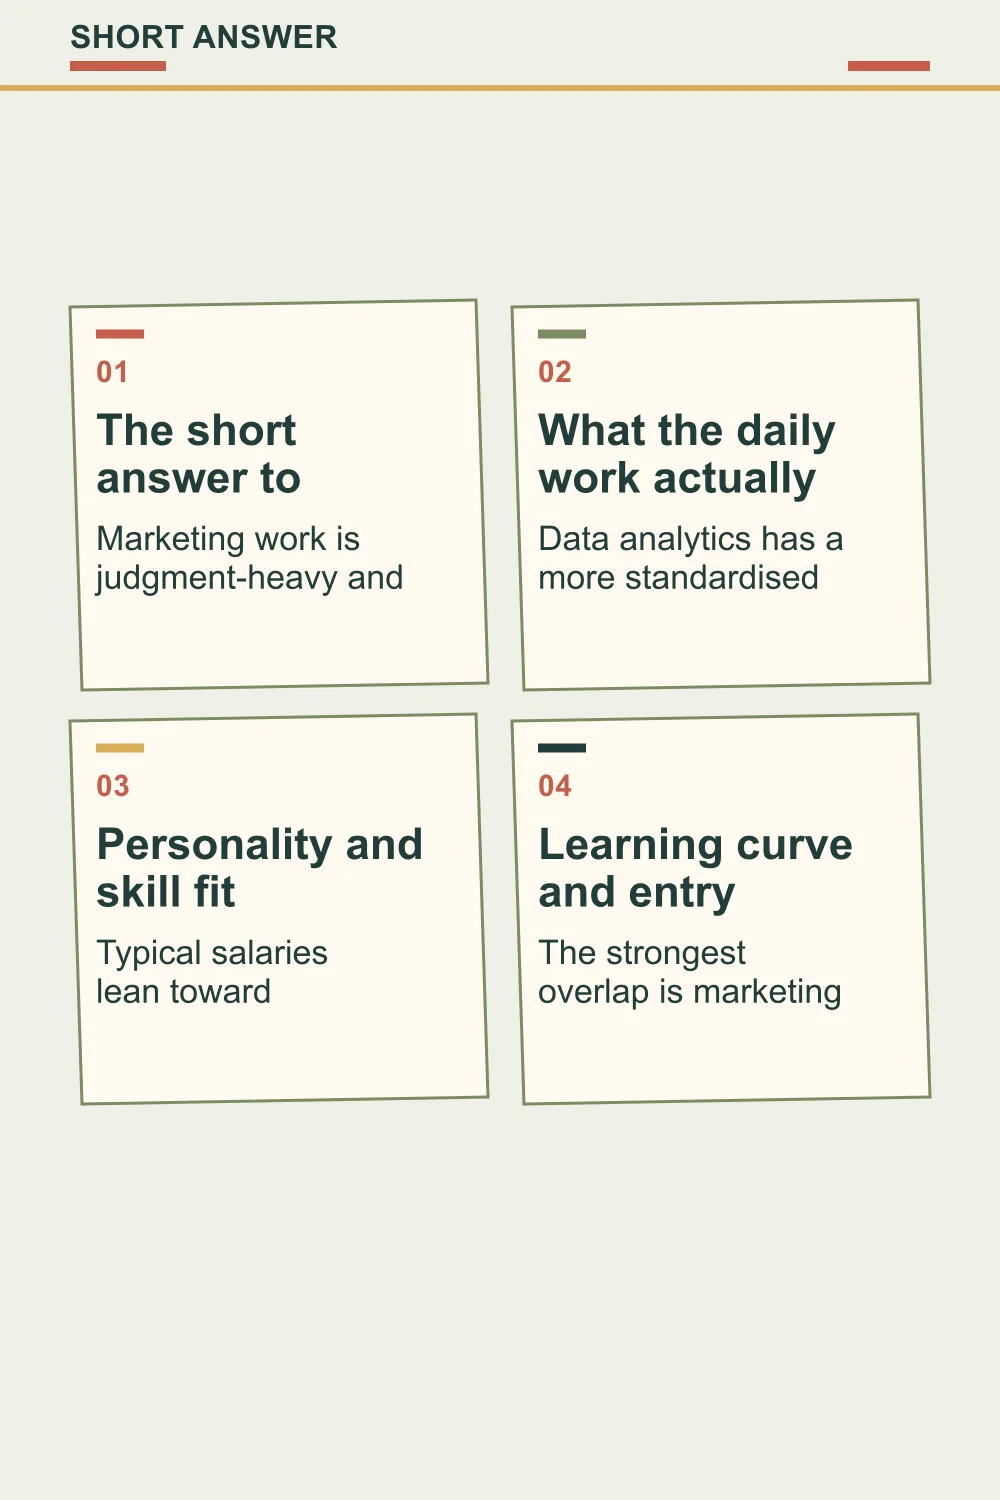 SHORT ANSWER
01
The short
answer to
Marketing work is
judgment-heavy and
02
What the daily
work actually
Data analytics has a
more standardised
03
Personality and
skill fit
Typical salaries
lean toward
04
Learning curve
and entry
The strongest
overlap is marketing